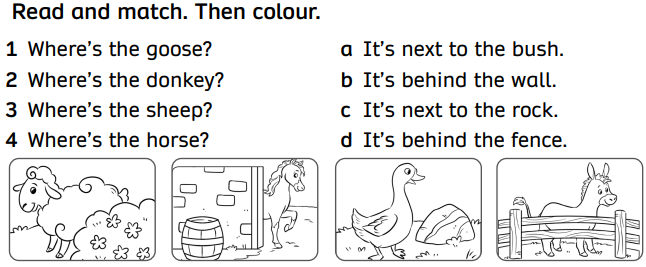 Read and match. Then colour.
1 Where's the goose?
a It's next to the bush.
2 Where's the donkey?
b It's behind the wall.
3 Where's the sheep?
c It's next to the rock.
4 Where's the horse?
d It's behind the fence.